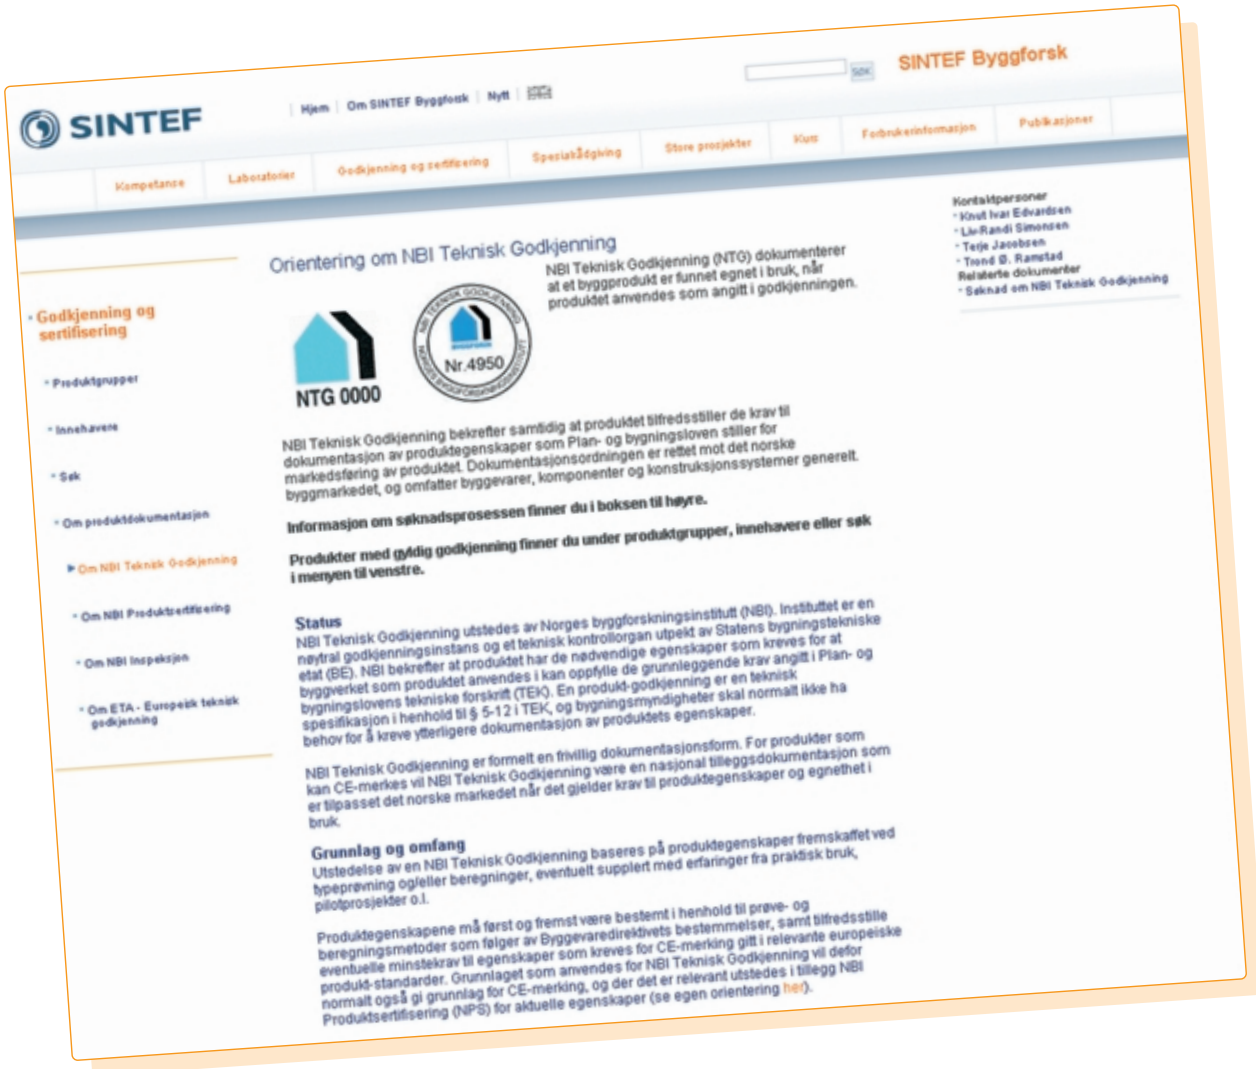 SINTEF
Hjem
Om SINTEF Byggforsk
Nytt
SØK
SINTEF Byggforsk
Kompetanse
Laboratorier
Godkjenning og sertifisering
Spesialrådgiving
Store prosjekter
Kurs
Forbrukerinformasjon
Publikasjoner
Godkjenning og
sertifisering
Produktgrupper
Innehavere
Søk
Om produktdokumentasjon
Om NBI Teknisk Godkjenning
Om NBI Produktsertifisering
Om NBI Inspeksjon
Om ETA - Europeisk teknisk
godkjenning
Orientering om NBI Teknisk Godkjenning
NBI Teknisk Godkjenning (NTG) dokumenterer
at et byggprodukt er funnet egnet i bruk, når
produktet anvendes som angitt i godkjenningen.
NTG 0000
NBI TEKNISK GODKJENNING
BYGGFORSK
Nr.4950
NORGES BYGGFORSKNINGSINSTITUTT
NBI Teknisk Godkjenning bekrefter samtidig at produktet tilfredsstiller de krav til
dokumentasjon av produktegenskaper som Plan- og bygningsloven stiller for
markedsføring av produktet. Dokumentasjonsordningen er rettet mot det norske
byggmarkedet, og omfatter byggevarer, komponenter og konstruksjonssystemer generelt.
Informasjon om søknadsprosessen finner du i boksen til høyre.
Produkter med gyldig godkjenning finner du under produktgrupper, innehavere eller søk
i menyen til venstre.
Status
NBI Teknisk Godkjenning utstedes av Norges byggforskningsinstitutt (NBI). Instituttet er en
nøytral godkjenningsinstans og et teknisk kontrollorgan utpekt av Statens bygningstekniske
etat (BE). NBI bekrefter at produktet har de nødvendige egenskaper som kreves for at
byggverket som produktet anvendes i kan oppfylle de grunnleggende krav angitt i Plan- og
bygningslovens tekniske forskrift (TEK). En produkt-godkjenning er en teknisk
spesifikasjon i henhold til § 5-12 i TEK, og bygningsmyndigheter skal normalt ikke ha
behov for å kreve ytterligere dokumentasjon av produktets egenskaper.
NBI Teknisk Godkjenning er formelt en frivillig dokumentasjonsform. For produkter som
kan CE-merkes vil NBI Teknisk Godkjenning være en nasjonal tilleggsdokumentasjon som
er tilpasset det norske markedet når det gjelder krav til produktegenskaper og egnethet i
bruk.
Grunnlag og omfang
Utstedelse av en NBI Teknisk Godkjenning baseres på produktegenskaper fremskaffet ved
typeprøvning og/eller beregninger, eventuelt supplert med erfaringer fra praktisk bruk,
pilotprosjekter o.l.
Produktegenskapene må først og fremst være bestemt i henhold til prøve- og
beregningsmetoder som følger av Byggevaredirektivets bestemmelser, samt tilfredsstille
eventuelle minstekrav til egenskaper som kreves for CE-merking gitt i relevante europeiske
produkt-standarder. Grunnlaget som anvendes for NBI Teknisk Godkjenning vil defor
normalt også gi grunnlag for CE-merking, og der det er relevant utstedes i tillegg NBI
Produktsertifisering (NPS) for aktuelle egenskaper (se egen orientering her).
Kontaktpersoner
Knut Ivar Edvardsen
Liv-Randi Simonsen
Terje Jacobsen
Trond Ø. Ramstad
Relaterte dokumenter
Søknad om NBI Teknisk Godkjenning